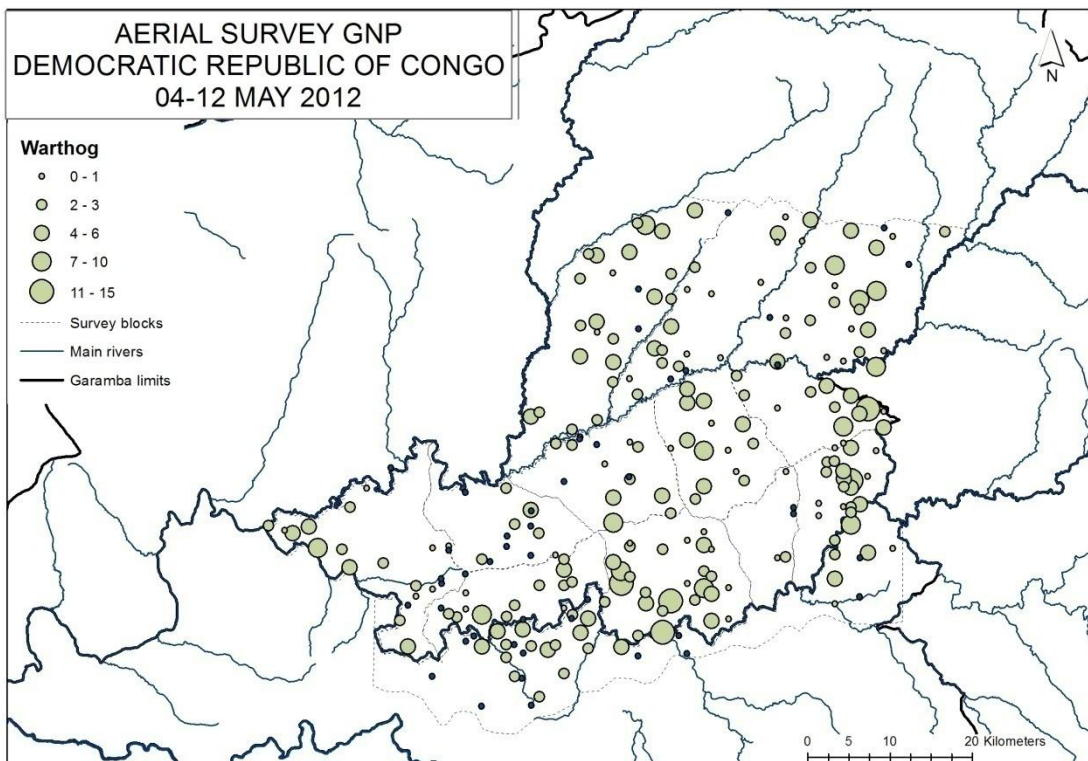 AERIAL SURVEY GNP
DEMOCRATIC REPUBLIC OF CONGO
04-12 MAY 2012
N
Warthog
0 - 1
2 - 3
4 - 6
7 - 10
11 - 15
Survey blocks
Main rivers
Garamba limits
0 5 10 20 Kilometers